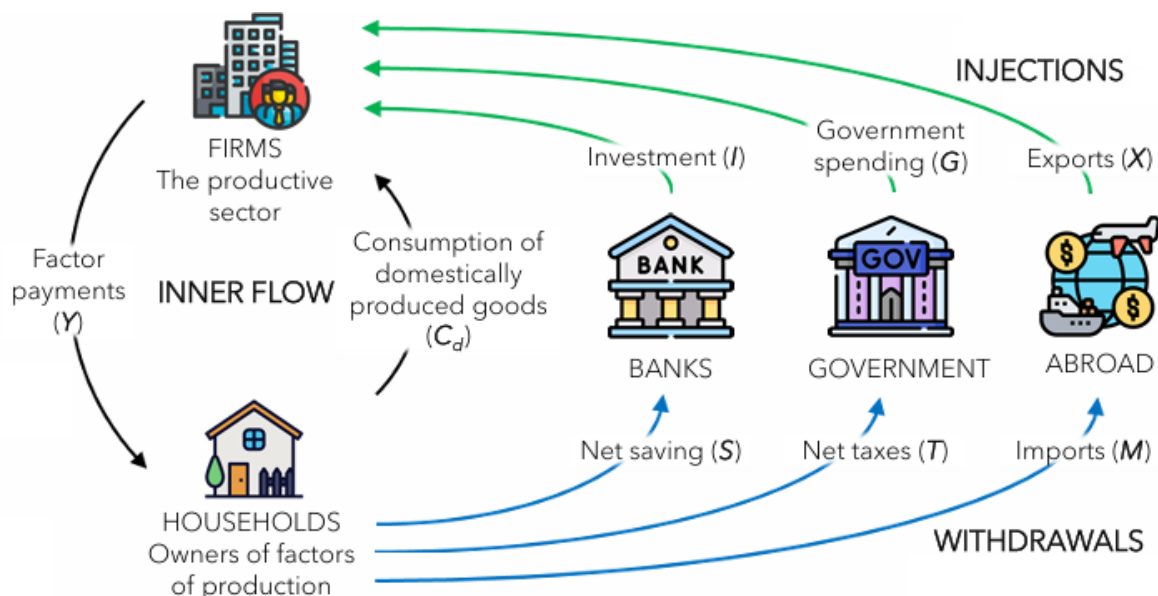 INJECTIONS
FIRMS
The productive
sector
Investment (I)
Government
spending (G)
Exports (X)
Factor
payments
(Y)
INNER FLOW
Consumption of
domestically
produced goods
(C_d)
BANK
BANKS
GOV
GOVERNMENT
$
$
ABROAD
Net saving (S)
Net taxes (T)
Imports (M)
HOUSEHOLDS
Owners of factors
of production
WITHDRAWALS